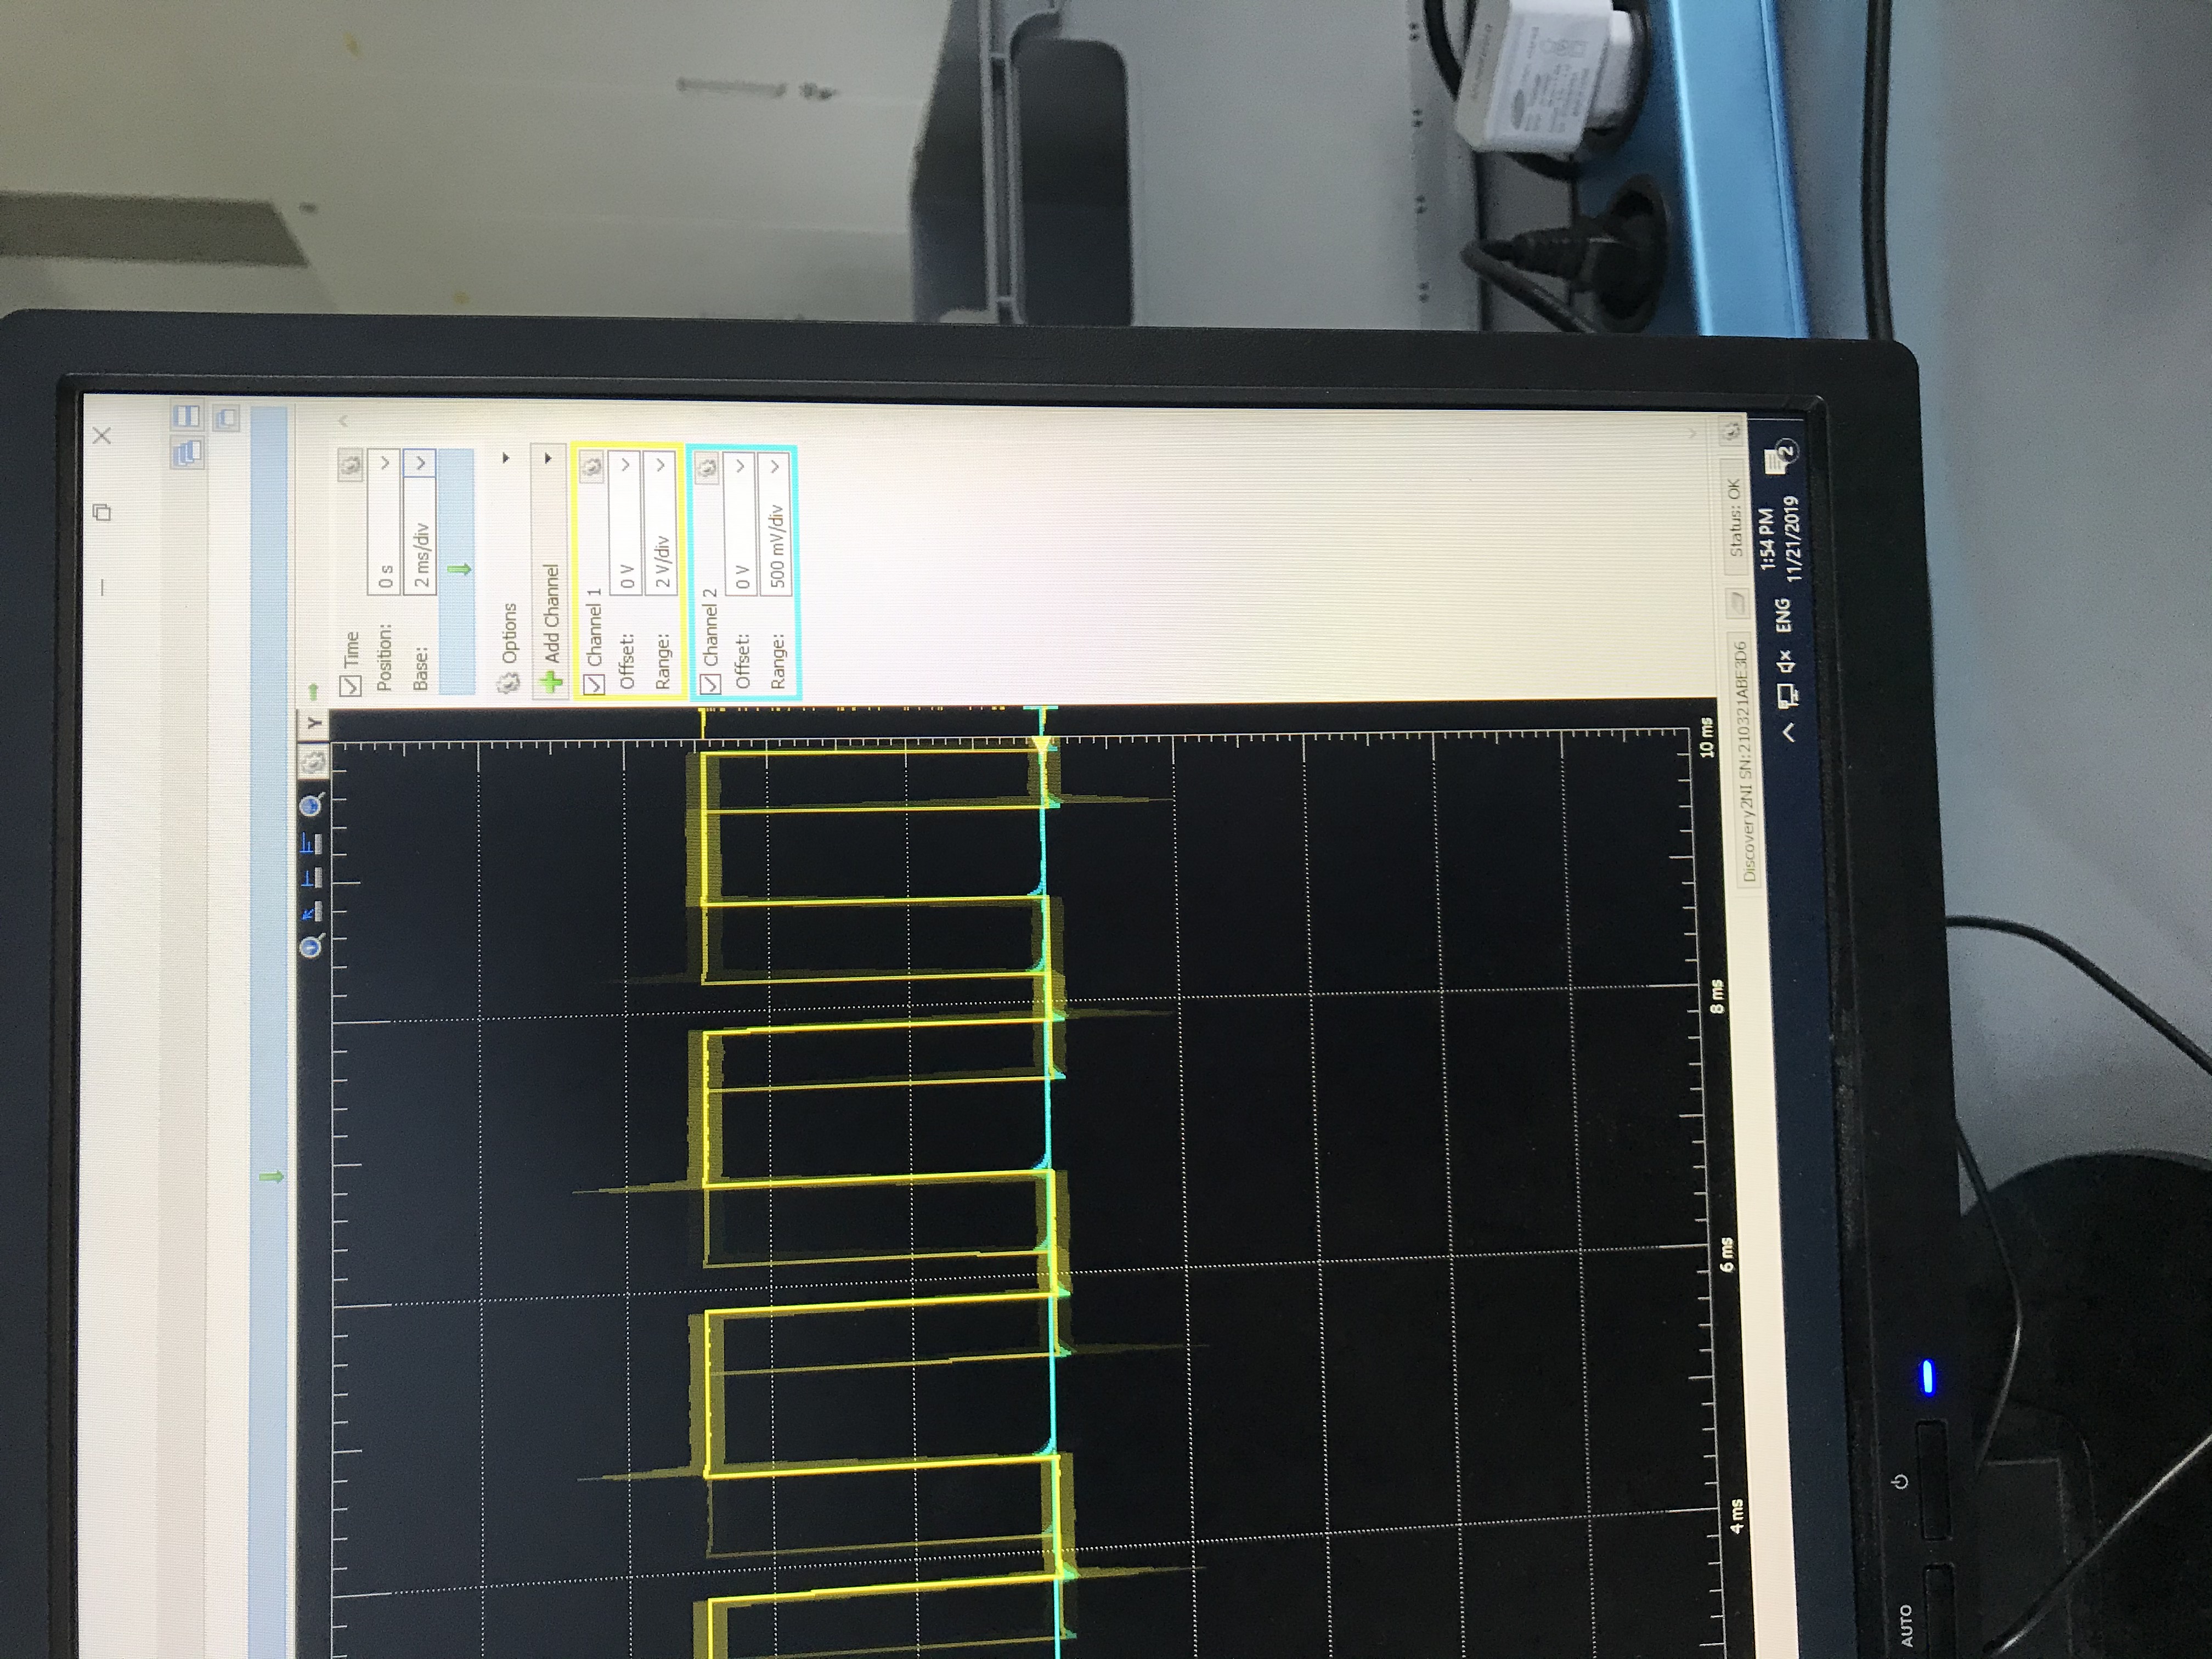 Y
Time
Position: 0 s
Base: 2 ms/div
Options
Add Channel
Channel 1
Offset: 0 V
Range: 2 V/div
Channel 2
Offset: 0 V
Range: 500 mV/div
4 ms 6 ms 8 ms 10 ms
Discovery2NI SN:210321ABE3D6 Status: OK
ENG 1:54 PM
11/21/2019 2
AUTO